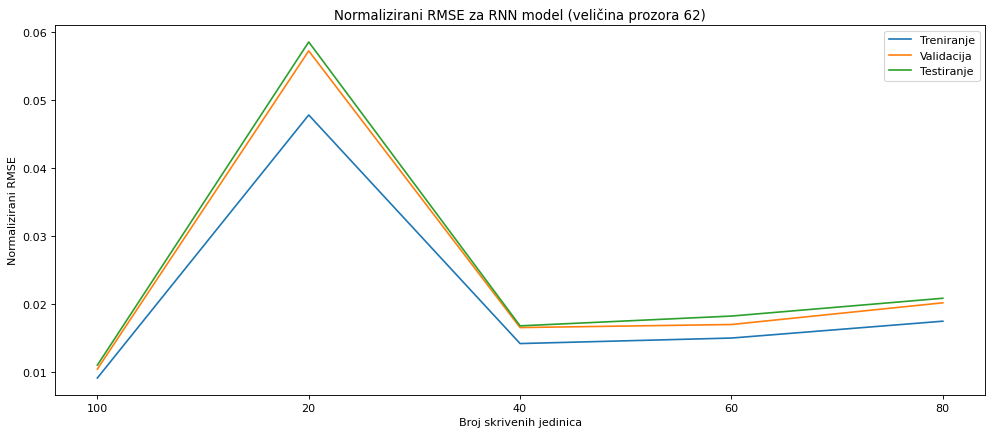 Normalizirani RMSE za RNN model (veličina prozora 62)
Treniranje
Validacija
Testiranje
Normalizirani RMSE
0.06
0.05
0.04
0.03
0.02
0.01
100 20 40 60 80
Broj skrivenih jedinica